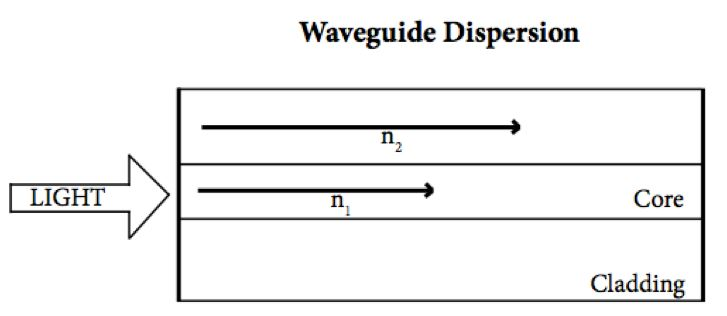 Waveguide Dispersion
n₂
LIGHT
n₁
Core
Cladding